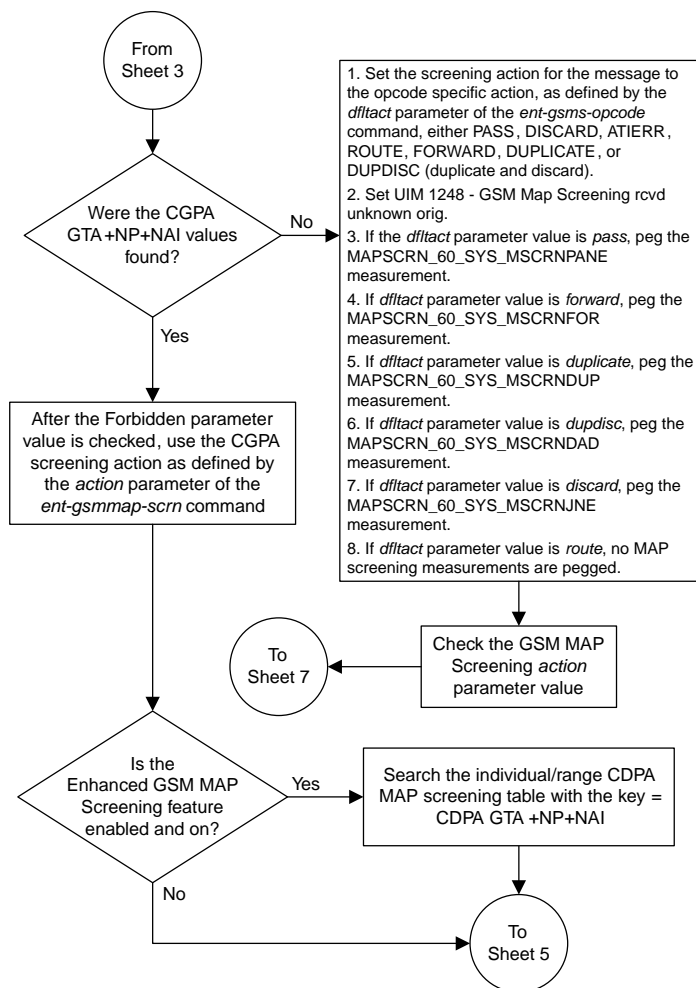 From
Sheet 3
Were the CGPA
GTA+NP+NAI values
found?
No
Yes
1. Set the screening action for the message to
the opcode specific action, as defined by the
dfltact parameter of the ent-gsms-opcode
command, either PASS, DISCARD, ATIERR,
ROUTE, FORWARD, DUPLICATE, or
DUPDISC (duplicate and discard).
2. Set UIM 1248 - GSM Map Screening rcvd
unknown orig.
3. If the dfltact parameter value is pass, peg the
MAPSCRN_60_SYS_MSCRNPANE
measurement.
4. If dfltact parameter value is forward, peg the
MAPSCRN_60_SYS_MSCRNFOR
measurement.
5. If dfltact parameter value is duplicate, peg the
MAPSCRN_60_SYS_MSCRNDUP
measurement.
6. If dfltact parameter value is dupdisc, peg the
MAPSCRN_60_SYS_MSCRNDAD
measurement.
7. If dfltact parameter value is discard, peg the
MAPSCRN_60_SYS_MSCRNJNE
measurement.
8. If dfltact parameter value is route, no MAP
screening measurements are pegged.
After the Forbidden parameter
value is checked, use the CGPA
screening action as defined by
the action parameter of the
ent-gsmmap-scrn command
Check the GSM MAP
Screening action
parameter value
To
Sheet 7
Is the
Enhanced GSM MAP
Screening feature
enabled and on?
Yes
No
Search the individual/range CDPA
MAP screening table with the key =
CDPA GTA +NP+NAI
To
Sheet 5